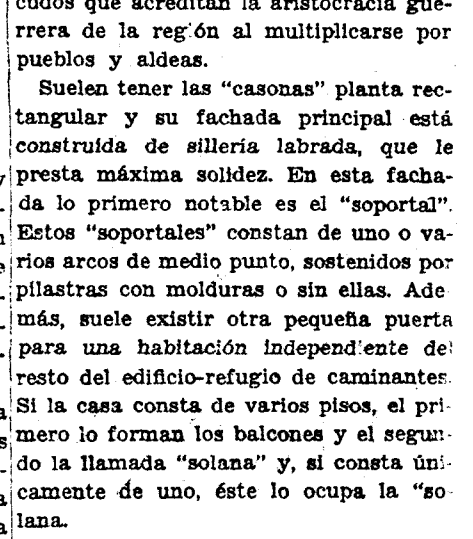 cudos que acreditan la aristocracia gue-
rrera de la región al multiplicarse por
pueblos y aldeas.
Suelen tener las “casonas” planta rec-
tangular y su fachada principal está
construída de sillería labrada, que le
presta máxima solidez. En esta facha-
da lo primero notable es el “soportal”.
Estos “soportales” constan de uno o va-
rios arcos de medio punto, sostenidos por
pilastras con molduras o sin ellas. Ade
más, suele existir otra pequeña puerta
para una habitación independiente del
resto del edificio-refugio de caminantes.
Si la casa consta de varios pisos, el pri-
mero lo forman los balcones y el segun-
do la llamada “solana” y, si consta úni-
camente de uno, éste lo ocupa la “so
lana.